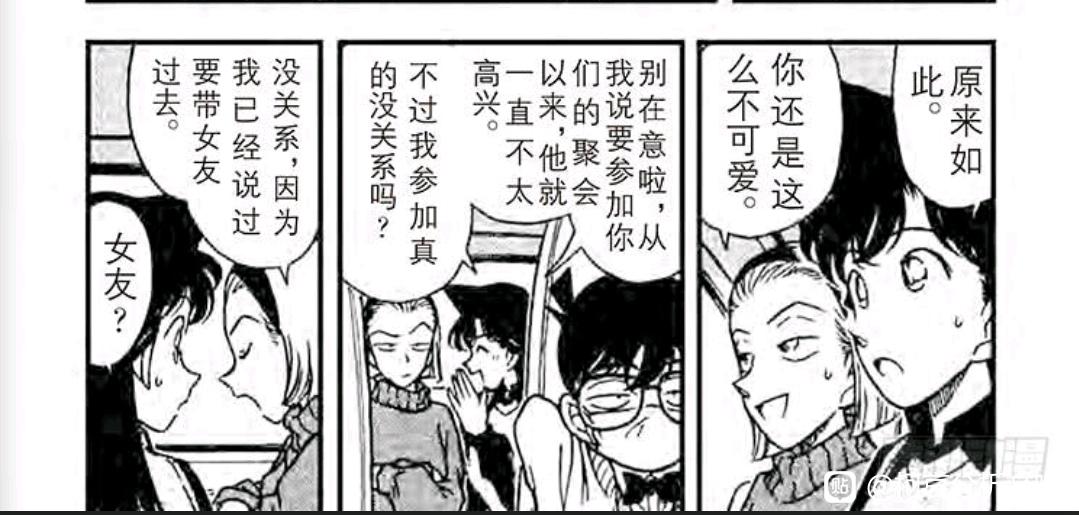 原来如
此。
你还是这
么不可爱。
别在意啦，从
我说要参加你
们的聚会
以来，他就
一直不太
高兴。
不过我参加真
的没关系吗？
没关系，因为
我已经说过
要带女友
过去。
女友？
贴